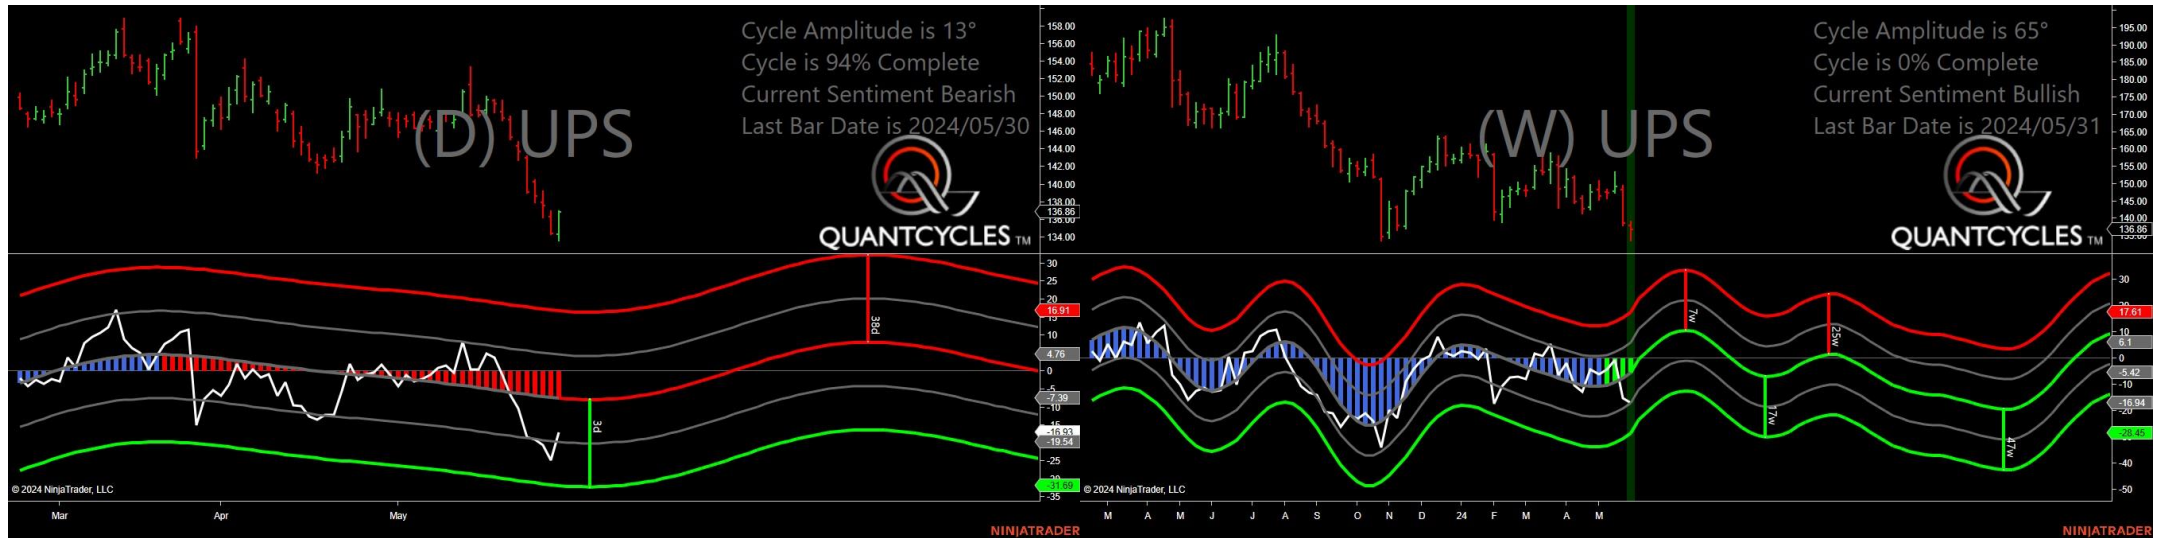 Cycle Amplitude is 13°
Cycle is 94% Complete
Current Sentiment Bearish
Last Bar Date is 2024/05/30
(D) UPS
QUANTCYCLES TM
158.00
156.00
154.00
152.00
150.00
148.00
146.00
144.00
142.00
140.00
138.00
136.86
136.00
134.00
30
25
20
16.91
15
10
4.76
0
-5
-7.39
-10
-16.93
-19.54
-25
-31.69
-35
38d
3d
© 2024 NinjaTrader, LLC
Mar
Apr
May
NINJATRADER
Cycle Amplitude is 65°
Cycle is 0% Complete
Current Sentiment Bullish
Last Bar Date is 2024/05/31
(W) UPS
QUANTCYCLES TM
195.00
190.00
185.00
180.00
175.00
170.00
165.00
160.00
155.00
150.00
145.00
140.00
136.86
30
17.61
10
6.1
0
-5.42
-10
-16.94
-20
-28.45
-40
-50
7w
25w
17w
47w
© 2024 NinjaTrader, LLC
M A M J J A S O N D 24 F M A M
NINJATRADER